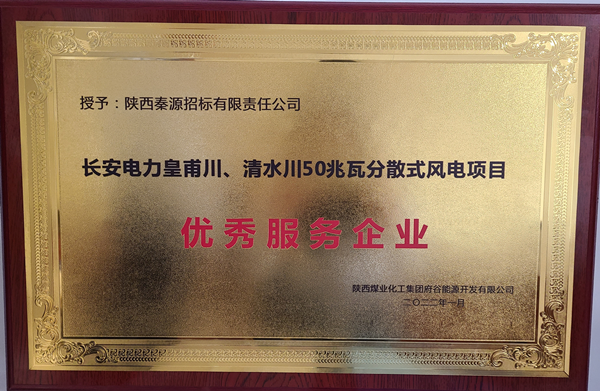 授予：陕西秦源招标有限责任公司
长安电力皇甫川、清水川50兆瓦分散式风电项目
优秀服务企业
陕西煤业化工集团府谷能源开发有限公司
二〇二二年一月